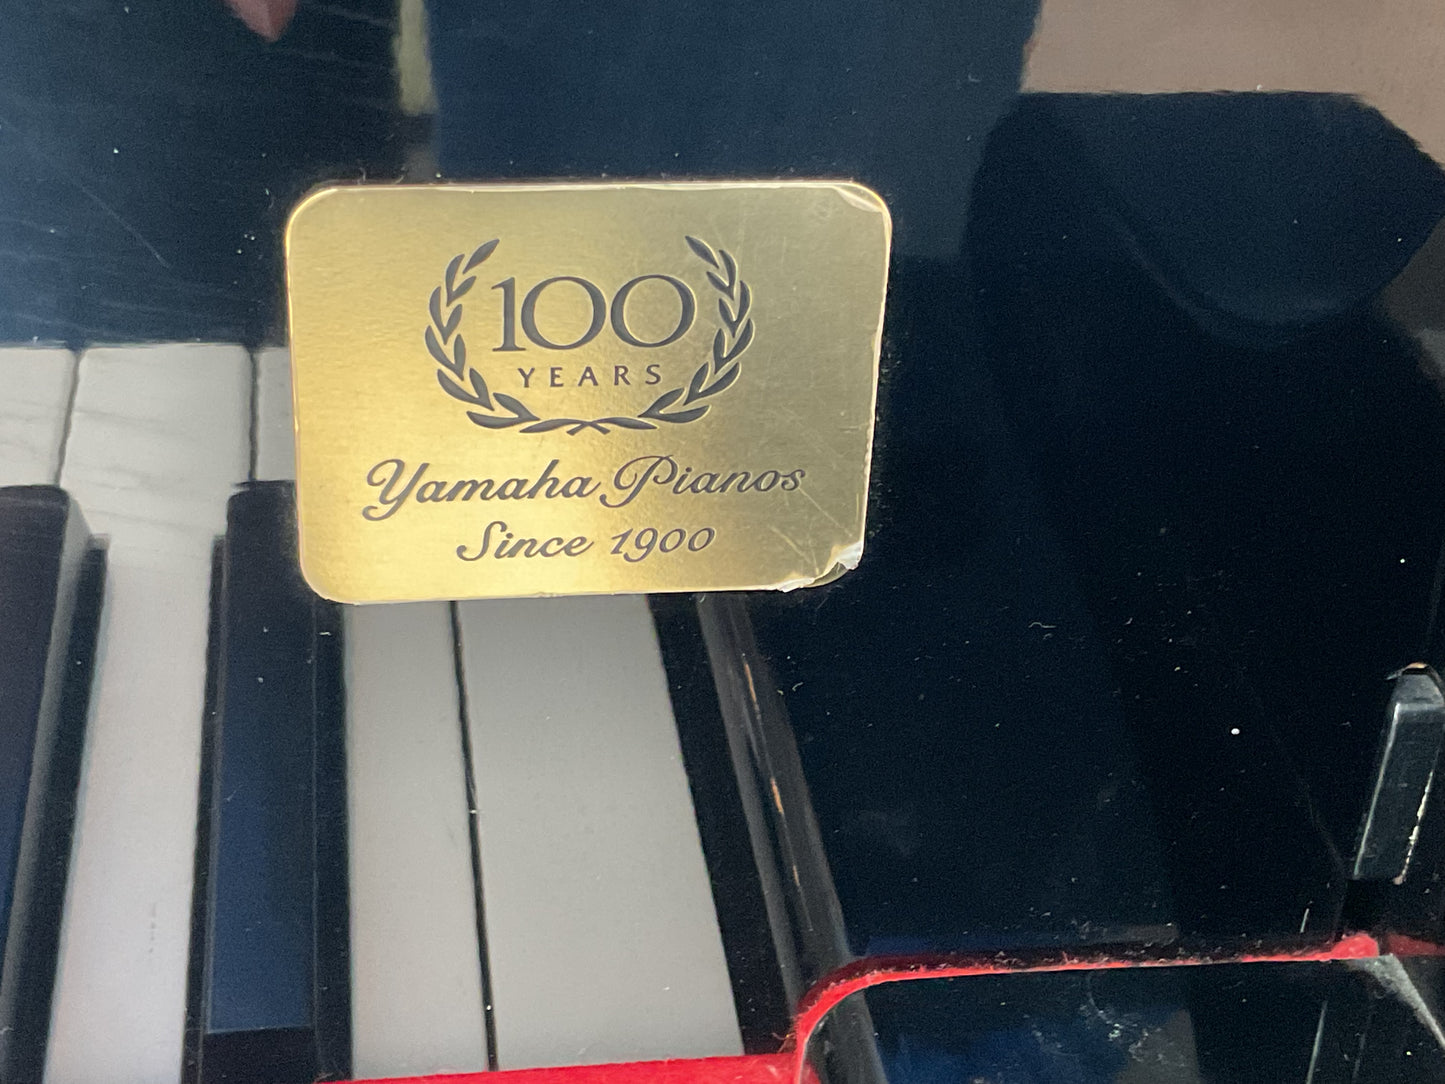 100
YEARS
Yamaha Pianos
Since 1900